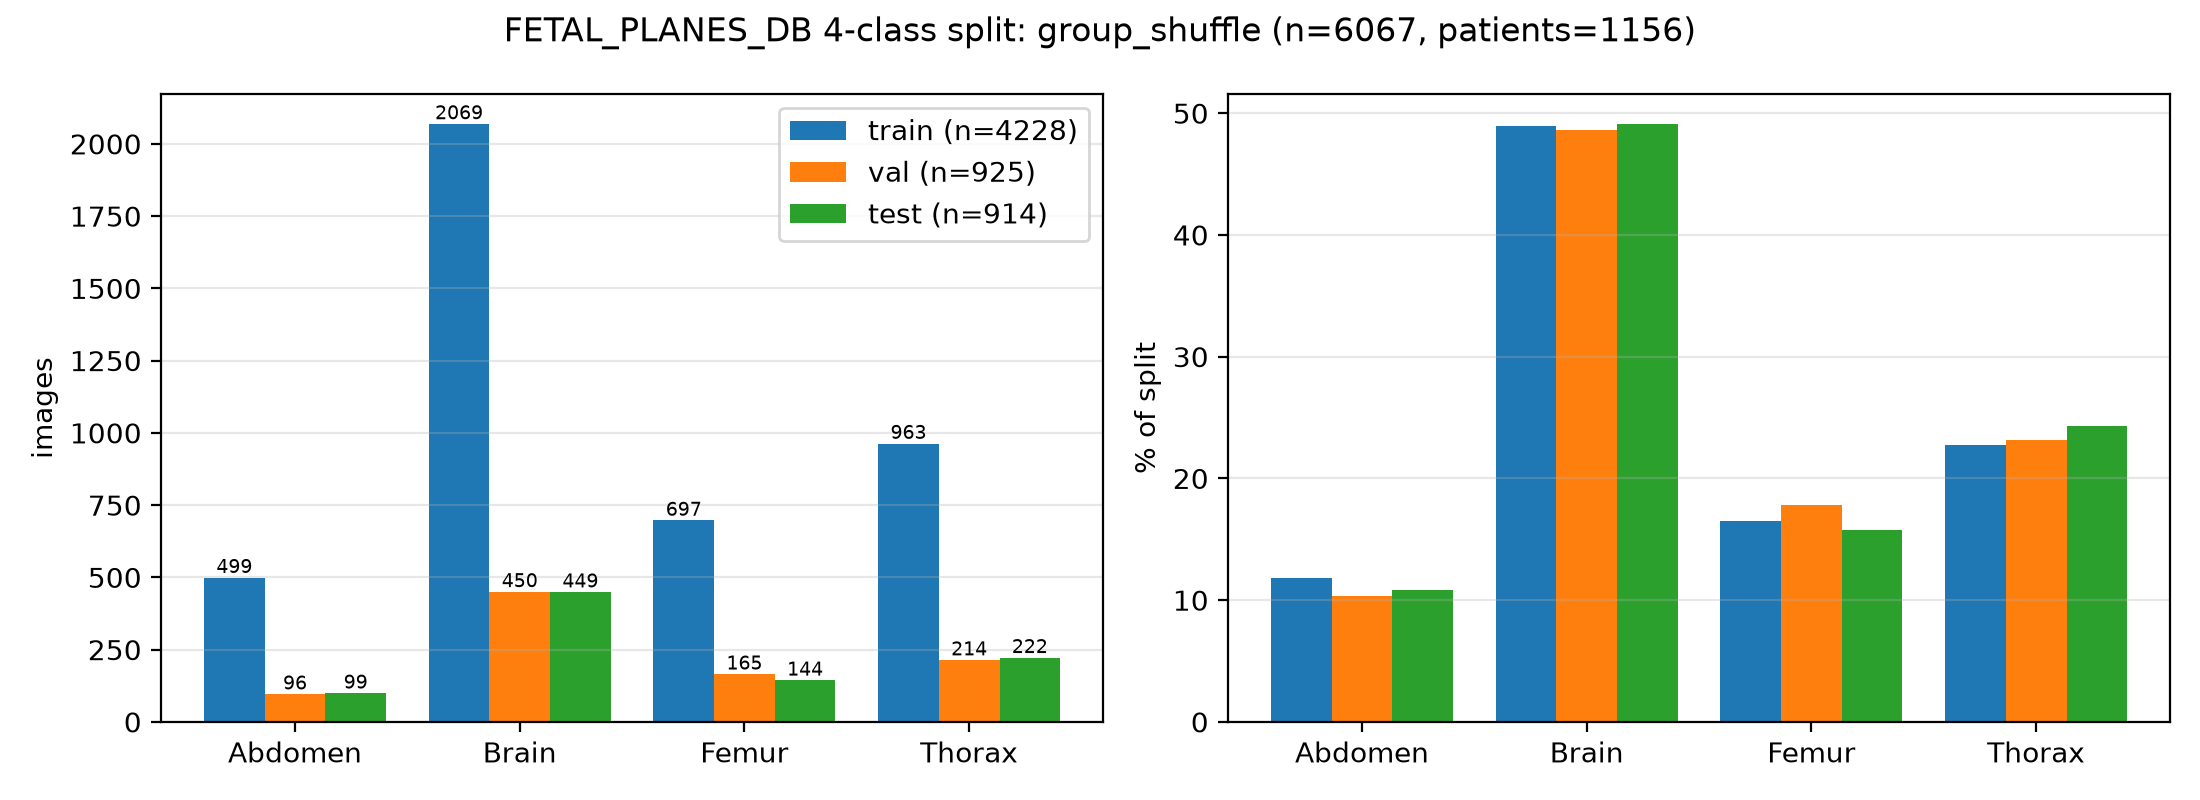 FETAL_PLANES_DB 4-class split: group_shuffle (n=6067, patients=1156)
images
2000
1750
1500
1250
1000
750
500
250
0
499
96
99
2069
450
449
697
165
144
963
214
222
train (n=4228)
val (n=925)
test (n=914)
Abdomen
Brain
Femur
Thorax
% of split
50
40
30
20
10
0
Abdomen
Brain
Femur
Thorax